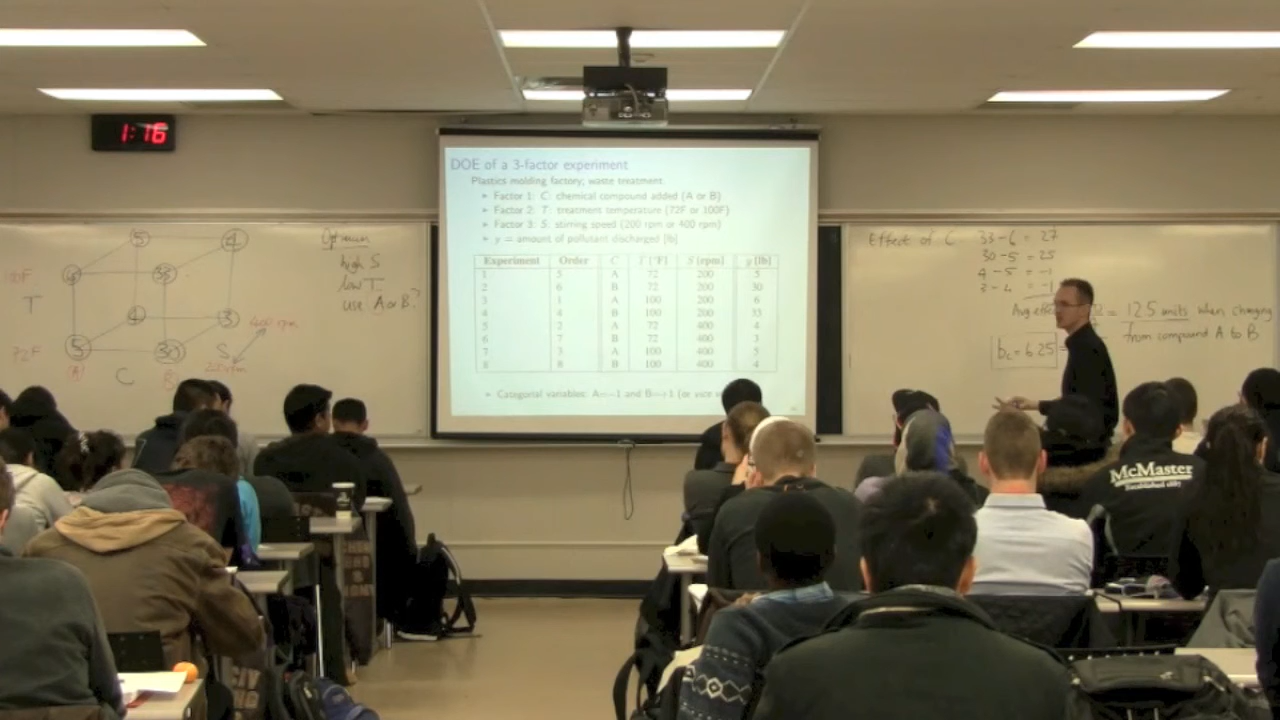 1:16
DOE of a 3-factor experiment
Plastics molding factory; waste treatment.
Factor 1: C: chemical compound added (A or B)
Factor 2: T: treatment temperature (72F or 100F)
Factor 3: S: stirring speed (200 rpm or 400 rpm)
y = amount of pollutant discharged [lb]
Experiment Order C T [°F] S [rpm] y [lb]
1 5 A 72 200 5
2 6 B 72 200 30
3 1 A 100 200 6
4 4 B 100 200 33
5 2 A 72 400 4
6 7 B 72 400 3
7 3 A 100 400 5
8 8 B 100 400 4
Categorial variables: A=−1 and B=+1 (or vice
5 4
6 33
T
4 3
5 30
72F
S
400 rpm
200 rpm
(A) C
Optimum
high S
low T
use A or B?
Effect of C
33-6 = 27
30-5 = 25
4-5 = -1
3-4 = -1
Avg = 12.5 units when changing
from compound A to B
bc = 6.25 =
McMaster
Established 1887